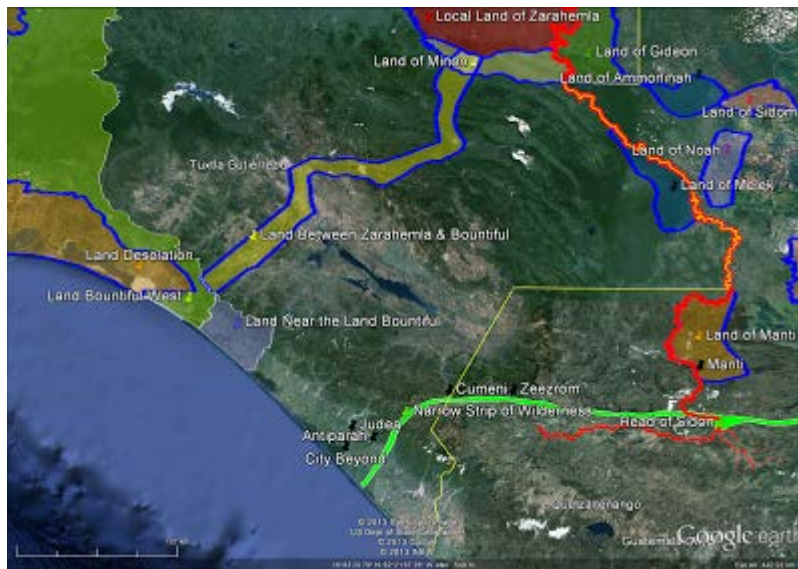 Local Land of Zarahemla
Land of Gideon
Land of Minon
Land of Ammonihah
Land of Sidom
Land of Noah
Tuxtla Gutiérrez
Land of Melek
Land Between Zarahemla & Bountiful
Land Desolation
Land Bountiful West
Land Near the Land Bountiful
Land of Manti
Manti
Cumeni
Zeezrom
Narrow Strip of Wilderness
Head of Sidon
Judea
Antiparah
City Beyond
Quetzaltenango
Google earth